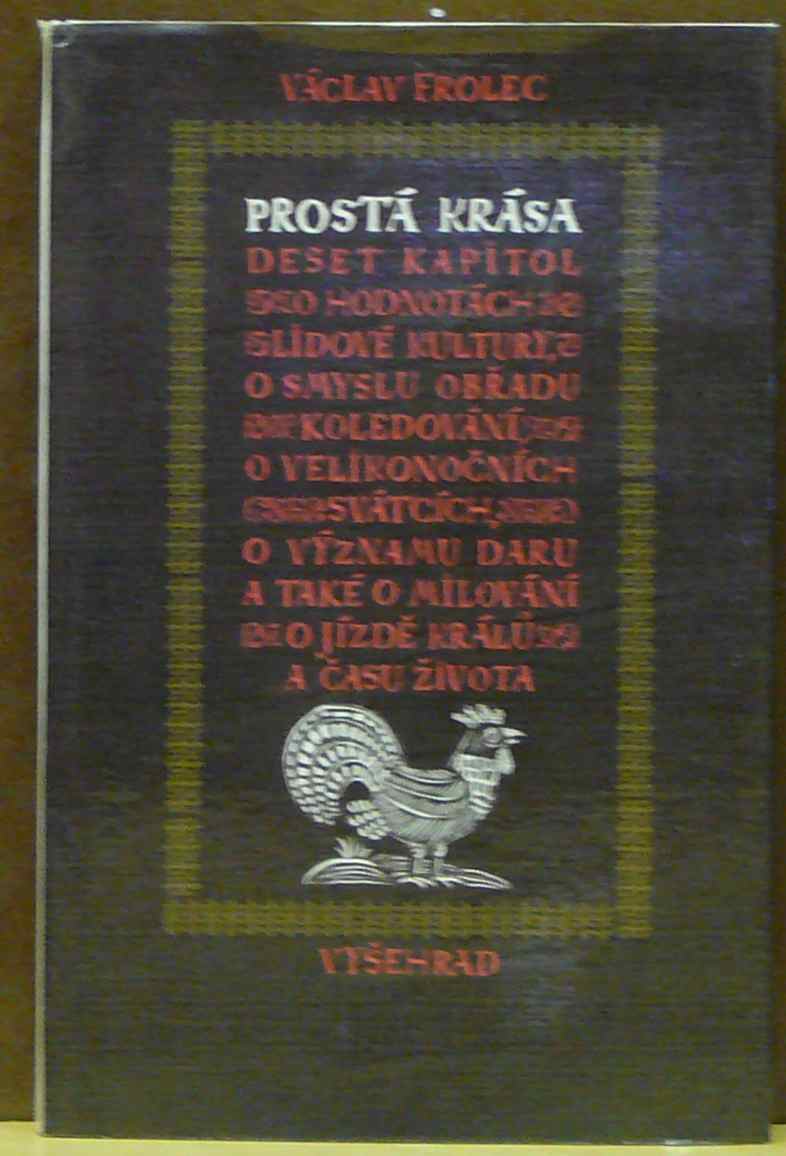 VÁCLAV FROLEC
PROSTÁ KRÁSA
DESET KAPITOL
O HODNOTÁCH
LIDOVÉ KULTURY,
O SMYSLU OBŘADU
KOLEDOVÁNÍ,
O VELIKONOČNÍCH
SVÁTCÍCH,
O VÝZNAMU DARU
A TAKÉ O MILOVÁNÍ
O JÍZDĚ KRÁLŮ
A ČASU ŽIVOTA
VYŠEHRAD